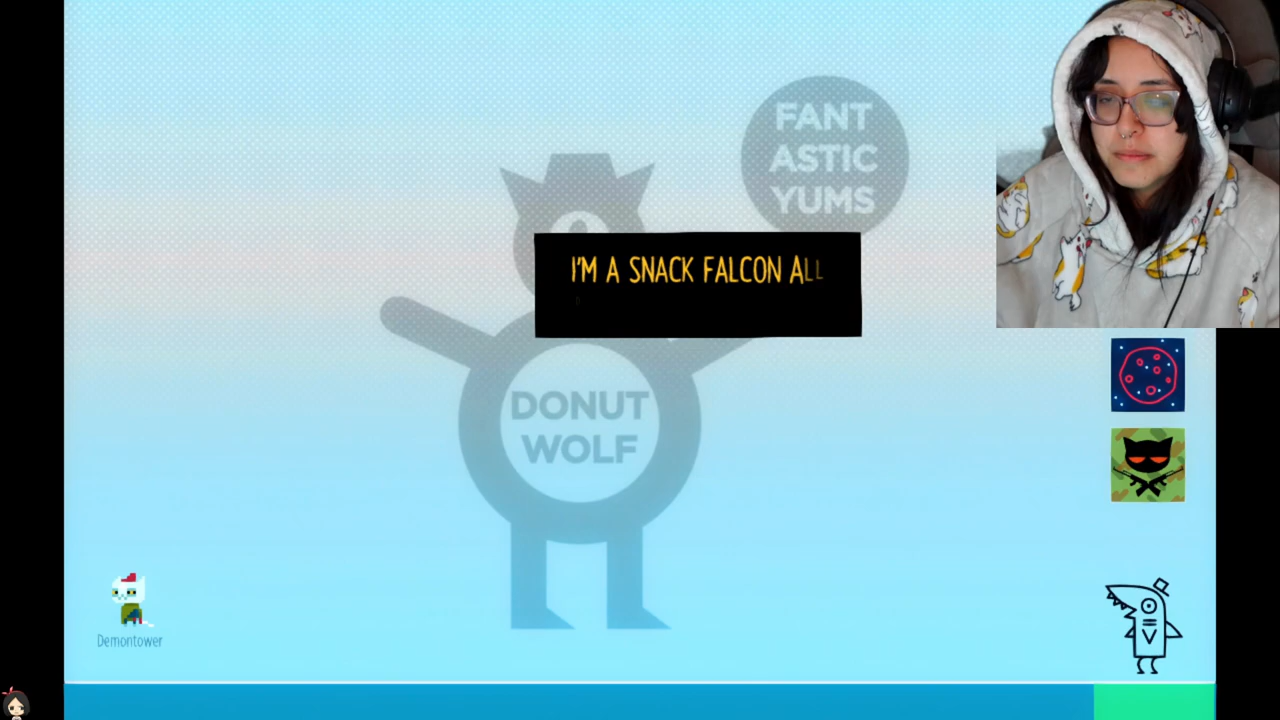 FANT
ASTIC
YUMS
I'M A SNACK FALCON ALL
DONUT
WOLF
Demontower